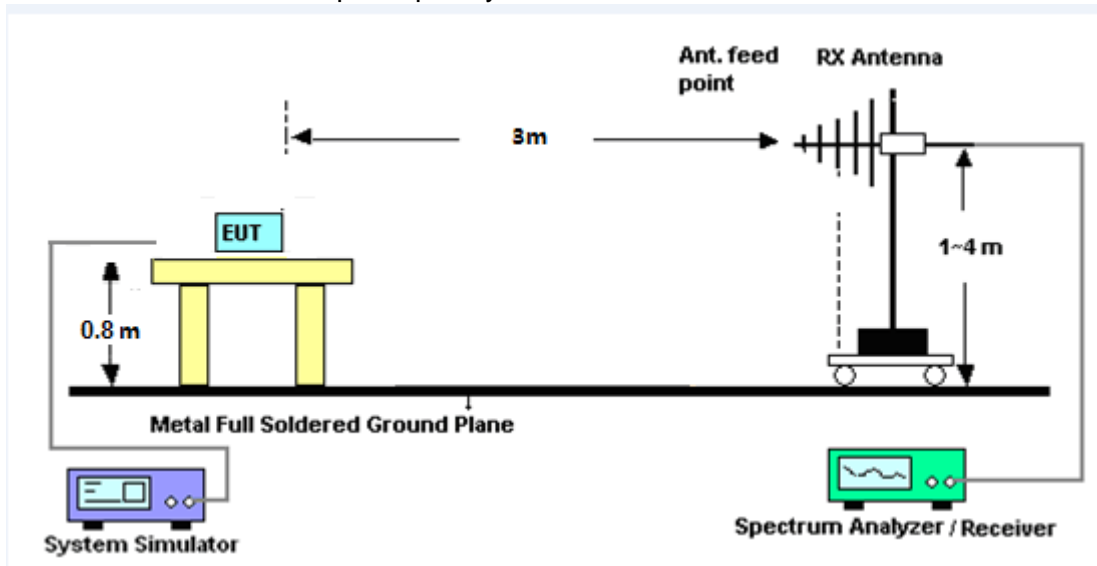 Ant. feed
point
RX Antenna
3m
EUT
1~4 m
0.8 m
Metal Full Soldered Ground Plane
System Simulator
Spectrum Analyzer / Receiver